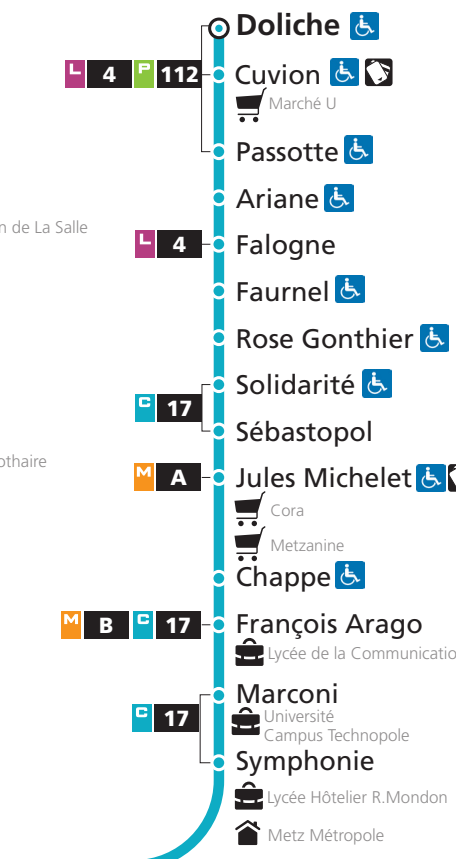 Doliche
L 4 P 112 Cuvion
Marché U
Passotte
Ariane
de La Salle
L 4 Falogne
Faurnel
Rose Gonthier
Solidarité
C 17
Sébastopol
M A Jules Michelet
Cora
Metzanine
Chappe
M B C 17 François Arago
Lycée de la Communicatio
Marconi
C 17
Université
Campus Technopole
Symphonie
Lycée Hôtelier R.Mondon
Metz Métropole